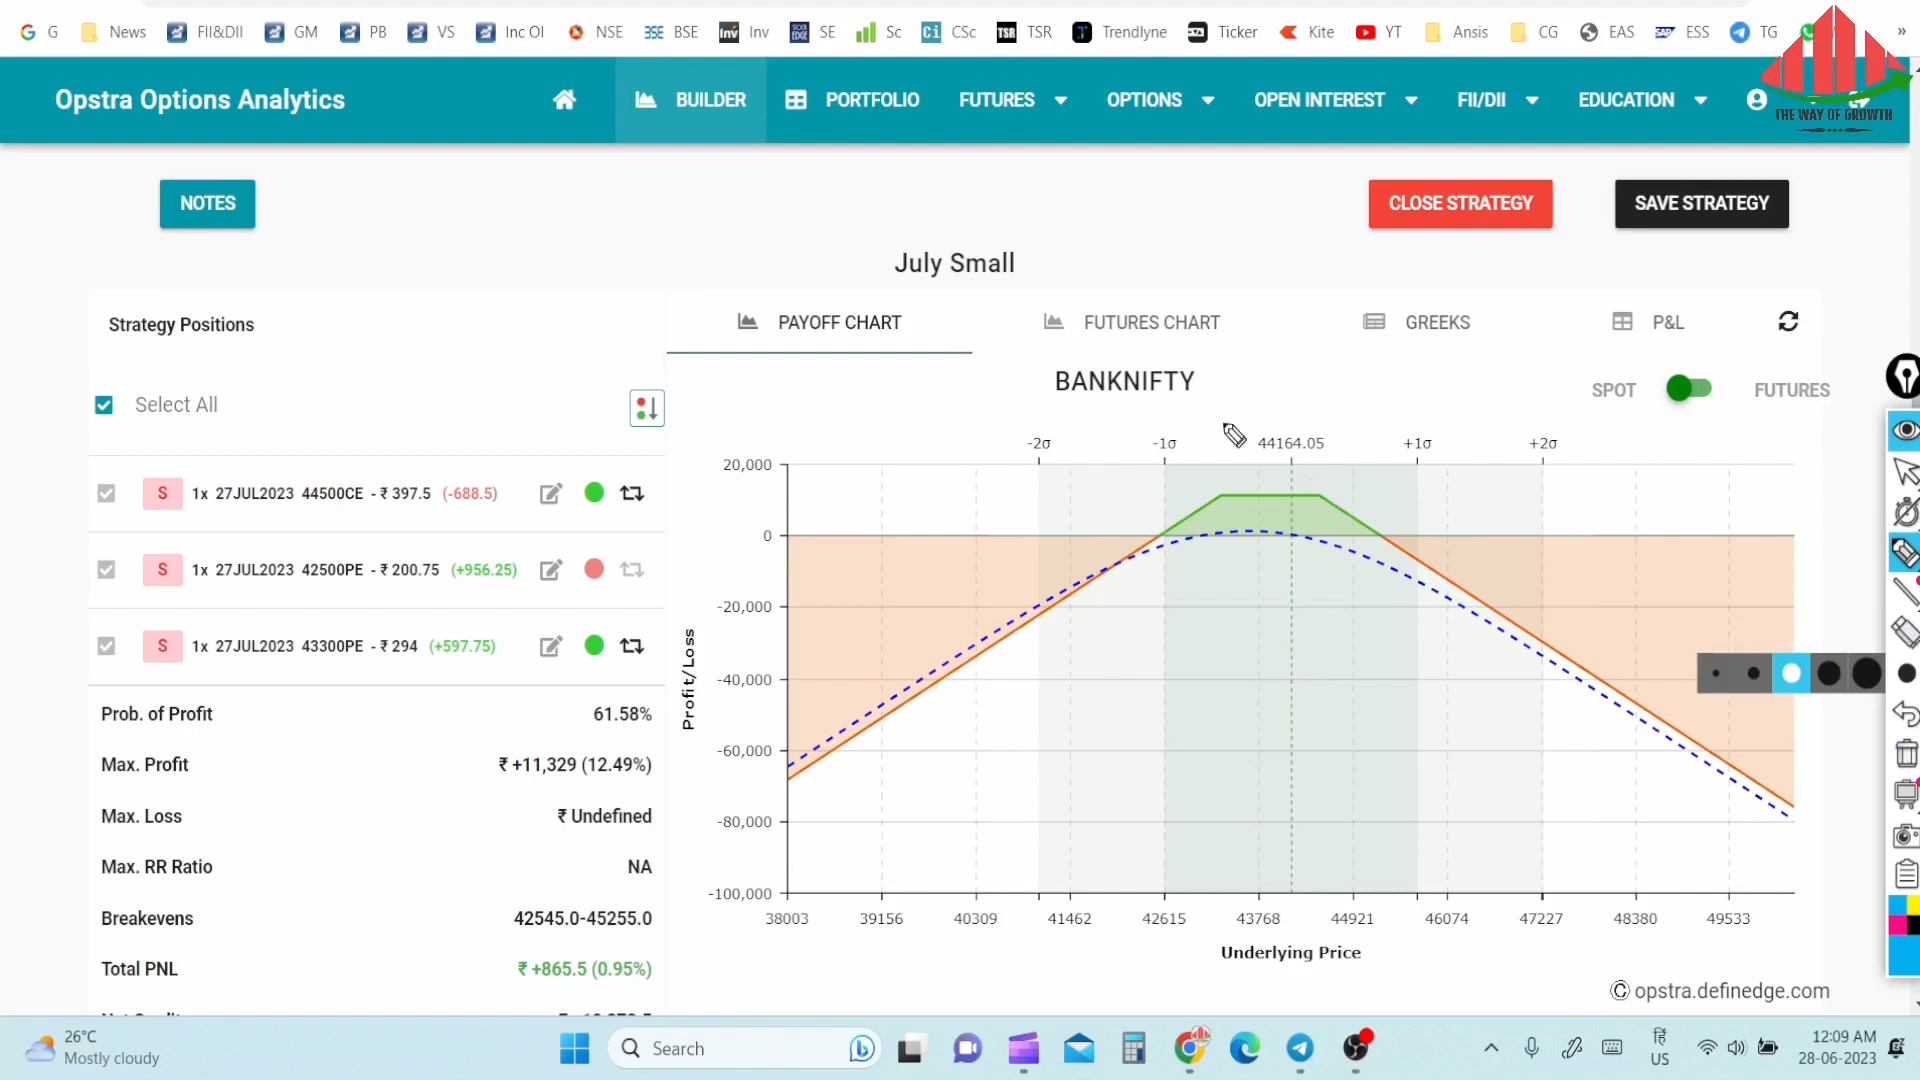 G News FII&DII GM PB VS Inc OI NSE BSE Inv SE Sc CSc TSR Trendlyne Ticker Kite YT Ansis CG EAS ESS TG »
Opstra Options Analytics BUILDER PORTFOLIO FUTURES OPTIONS OPEN INTEREST FII/DII EDUCATION
THE WAY OF GROWTH
NOTES CLOSE STRATEGY SAVE STRATEGY
July Small
Strategy Positions
PAYOFF CHART FUTURES CHART GREEKS P&L
BANKNIFTY
SPOT FUTURES
Select All
-2σ -1σ 44164.05 +1σ +2σ
S 1x 27JUL2023 44500CE - ₹ 397.5 (-688.5)
S 1x 27JUL2023 42500PE - ₹ 200.75 (+956.25)
S 1x 27JUL2023 43300PE - ₹ 294 (+597.75)
Prob. of Profit 61.58%
Max. Profit ₹ +11,329 (12.49%)
Max. Loss ₹ Undefined
Max. RR Ratio NA
Breakevens 42545.0-45255.0
Total PNL ₹ +865.5 (0.95%)
Profit/Loss
20,000
0
-20,000
-40,000
-60,000
-80,000
-100,000
38003 39156 40309 41462 42615 43768 44921 46074 47227 48380 49533
Underlying Price
© opstra.definedge.com
26°C
Mostly cloudy
Search
हिं
US
12:09 AM
28-06-2023